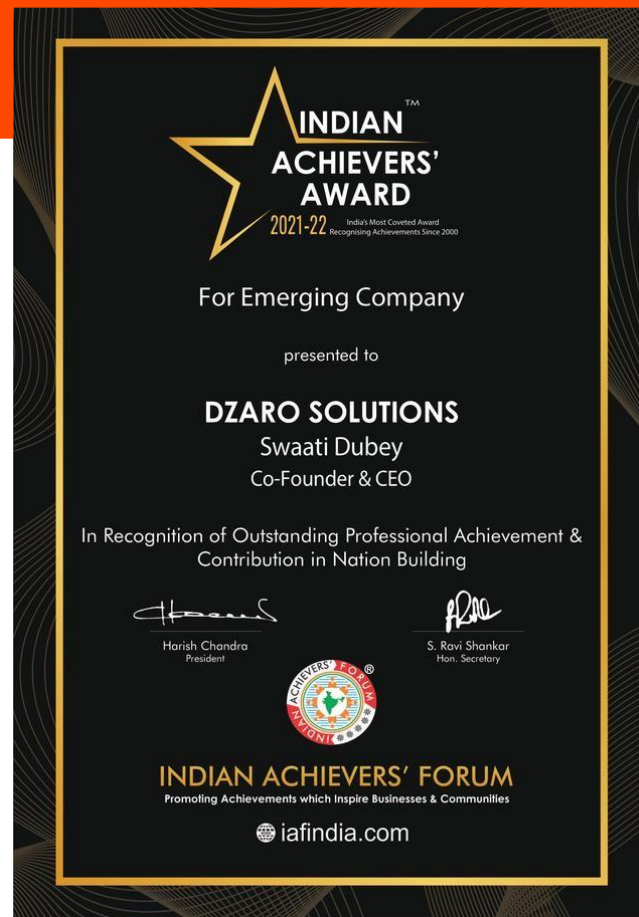 INDIAN™
ACHIEVERS’
AWARD
2021-22
India's Most Coveted Award
Recognising Achievements Since 2000
For Emerging Company
presented to
DZARO SOLUTIONS
Swaati Dubey
Co-Founder & CEO
In Recognition of Outstanding Professional Achievement &
Contribution in Nation Building
Harish Chandra
President
S. Ravi Shankar
Hon. Secretary
INDIAN ACHIEVERS' FORUM ®
INDIAN ACHIEVERS’ FORUM
Promoting Achievements which Inspire Businesses & Communities
iafindia.com